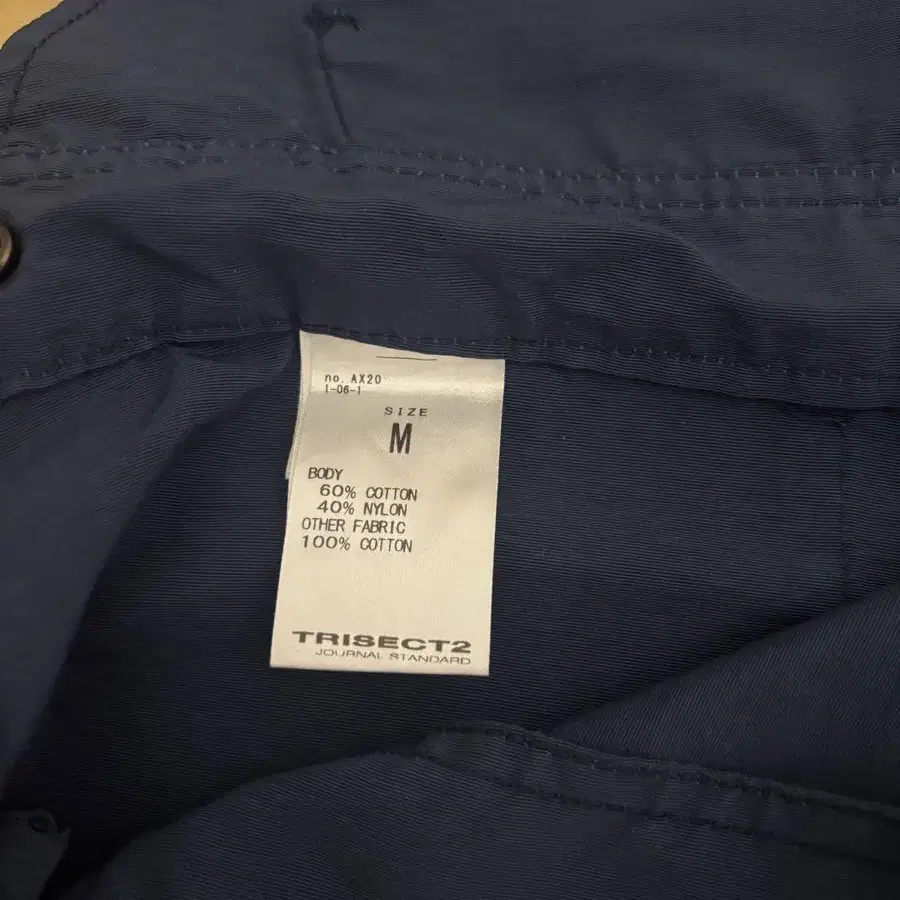 no. AX20
1-06-1
SIZE
M
BODY
60% COTTON
40% NYLON
OTHER FABRIC
100% COTTON
TRISECT2
JOURNAL STANDARD